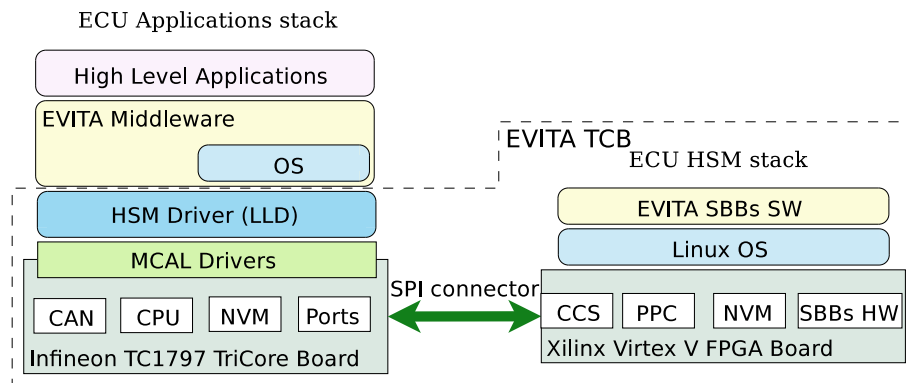 ECU Applications stack
High Level Applications
EVITA Middleware
OS
HSM Driver (LLD)
MCAL Drivers
CAN
CPU
NVM
Ports
Infineon TC1797 TriCore Board
SPI connector
EVITA TCB
ECU HSM stack
EVITA SBBs SW
Linux OS
CCS
PPC
NVM
SBBs HW
Xilinx Virtex V FPGA Board